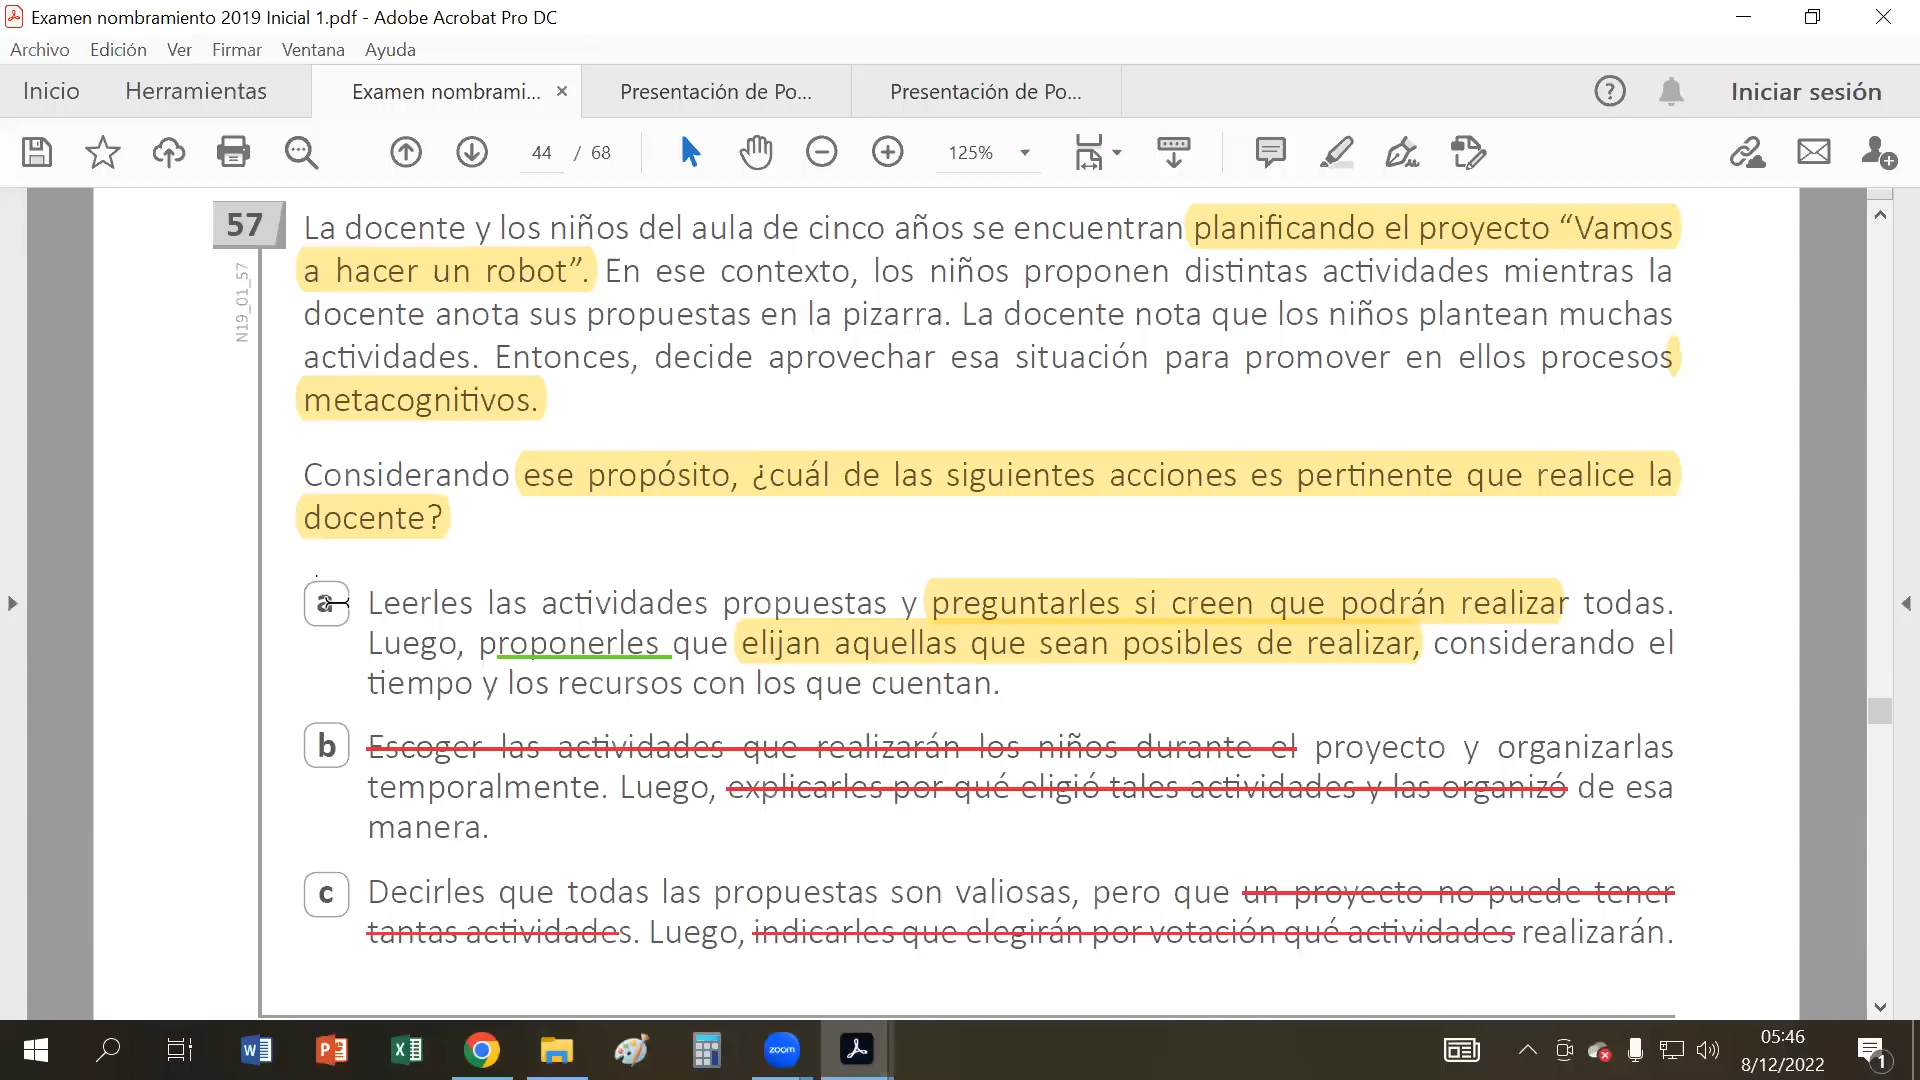 Examen nombramiento 2019 Inicial 1.pdf - Adobe Acrobat Pro DC
Archivo Edición Ver Firmar Ventana Ayuda
Inicio Herramientas Examen nombrami... × Presentación de Po... Presentación de Po... ? Iniciar sesión
44 / 68 125%
57 La docente y los niños del aula de cinco años se encuentran planificando el proyecto “Vamos
a hacer un robot”. En ese contexto, los niños proponen distintas actividades mientras la
docente anota sus propuestas en la pizarra. La docente nota que los niños plantean muchas
actividades. Entonces, decide aprovechar esa situación para promover en ellos procesos
metacognitivos.
N19_01_57
Considerando ese propósito, ¿cuál de las siguientes acciones es pertinente que realice la
docente?
a Leerles las actividades propuestas y preguntarles si creen que podrán realizar todas.
Luego, proponerles que elijan aquellas que sean posibles de realizar, considerando el
tiempo y los recursos con los que cuentan.
b Escoger las actividades que realizarán los niños durante el proyecto y organizarlas
temporalmente. Luego, explicarles por qué eligió tales actividades y las organizó de esa
manera.
c Decirles que todas las propuestas son valiosas, pero que un proyecto no puede tener
tantas actividades. Luego, indicarles que elegirán por votación qué actividades realizarán.
zoom
05:46
8/12/2022
1